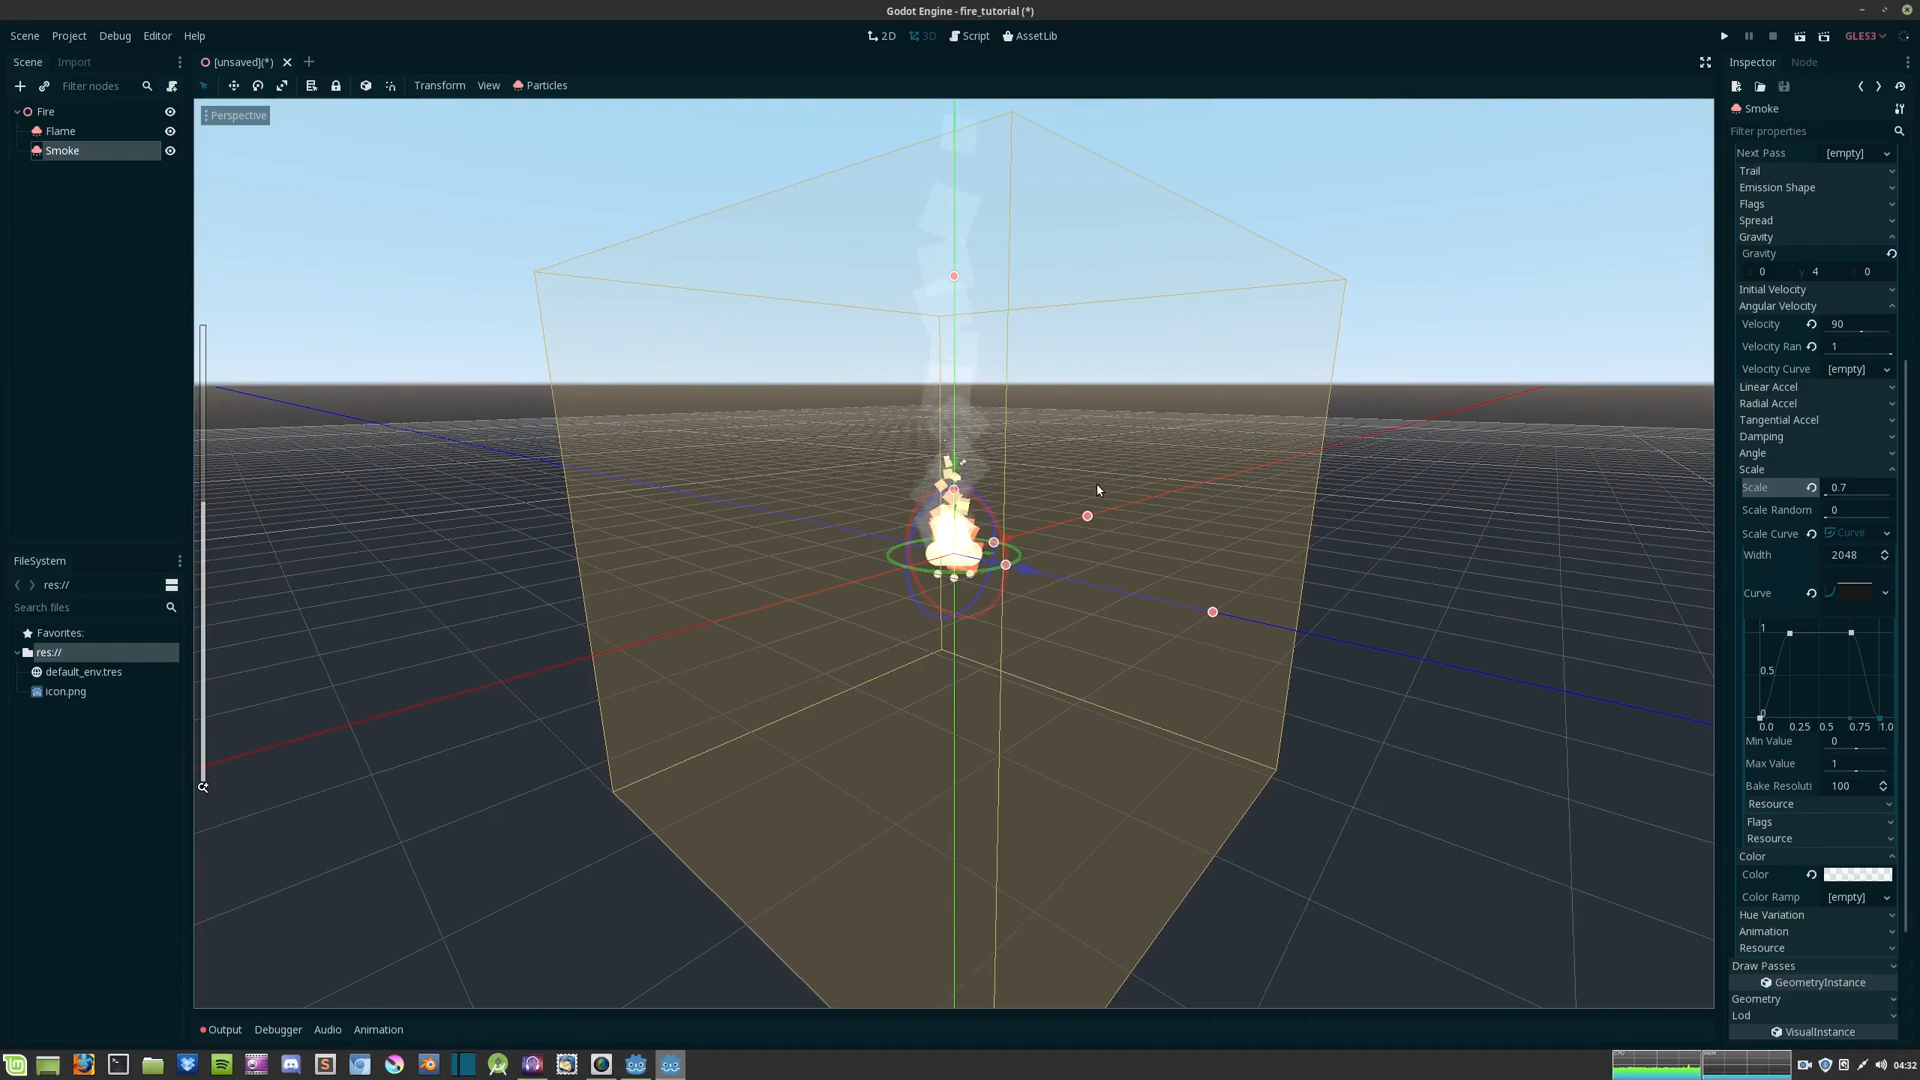 Godot Engine - fire_tutorial (*)
Scene Project Debug Editor Help
2D 3D Script AssetLib
GLES3
Scene Import
[unsaved](*)
Inspector Node
Filter nodes
Transform View Particles
Fire
Flame
Smoke
Perspective
Smoke
Filter properties
Next Pass [empty]
Trail
Emission Shape
Flags
Spread
Gravity
Gravity
x 0 y 4 z 0
Initial Velocity
Angular Velocity
Velocity 90
Velocity Ran 1
Velocity Curve [empty]
Linear Accel
Radial Accel
Tangential Accel
Damping
Angle
Scale
Scale 0.7
Scale Random 0
Scale Curve Curve
Width 2048
Curve
1
0.5
0
0.0 0.25 0.5 0.75 1.0
Min Value 0
Max Value 1
Bake Resoluti 100
Resource
Flags
Resource
Color
Color
Color Ramp [empty]
Hue Variation
Animation
Resource
Draw Passes
GeometryInstance
Geometry
Lod
VisualInstance
FileSystem
res://
Search files
Favorites:
res://
default_env.tres
icon.png
Output Debugger Audio Animation
CPU MEM
04:32